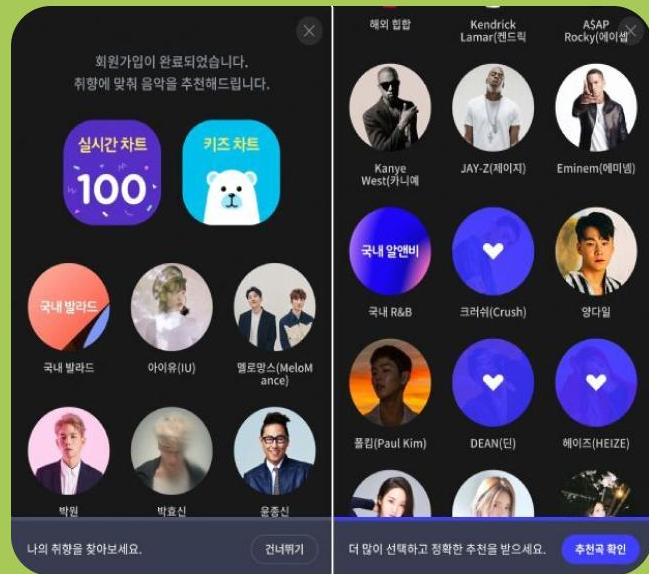 회원가입이 완료되었습니다.
취향에 맞춰 음악을 추천해드립니다.
실시간 차트
100
키즈 차트
국내 발라드
국내 발라드
아이유(IU)
멜로망스(MeloM
ance)
박원
박효신
윤종신
나의 취향을 찾아보세요.
건너뛰기
해외 힙합
Kendrick
Lamar(켄드릭
A$AP
Rocky(에이셉
Kanye
West(카니예
JAY-Z(제이지)
Eminem(에미넴)
국내 알앤비
국내 R&B
크러쉬(Crush)
양다일
폴킴(Paul Kim)
DEAN(딘)
헤이즈(HEIZE)
더 많이 선택하고 정확한 추천을 받으세요.
추천곡 확인